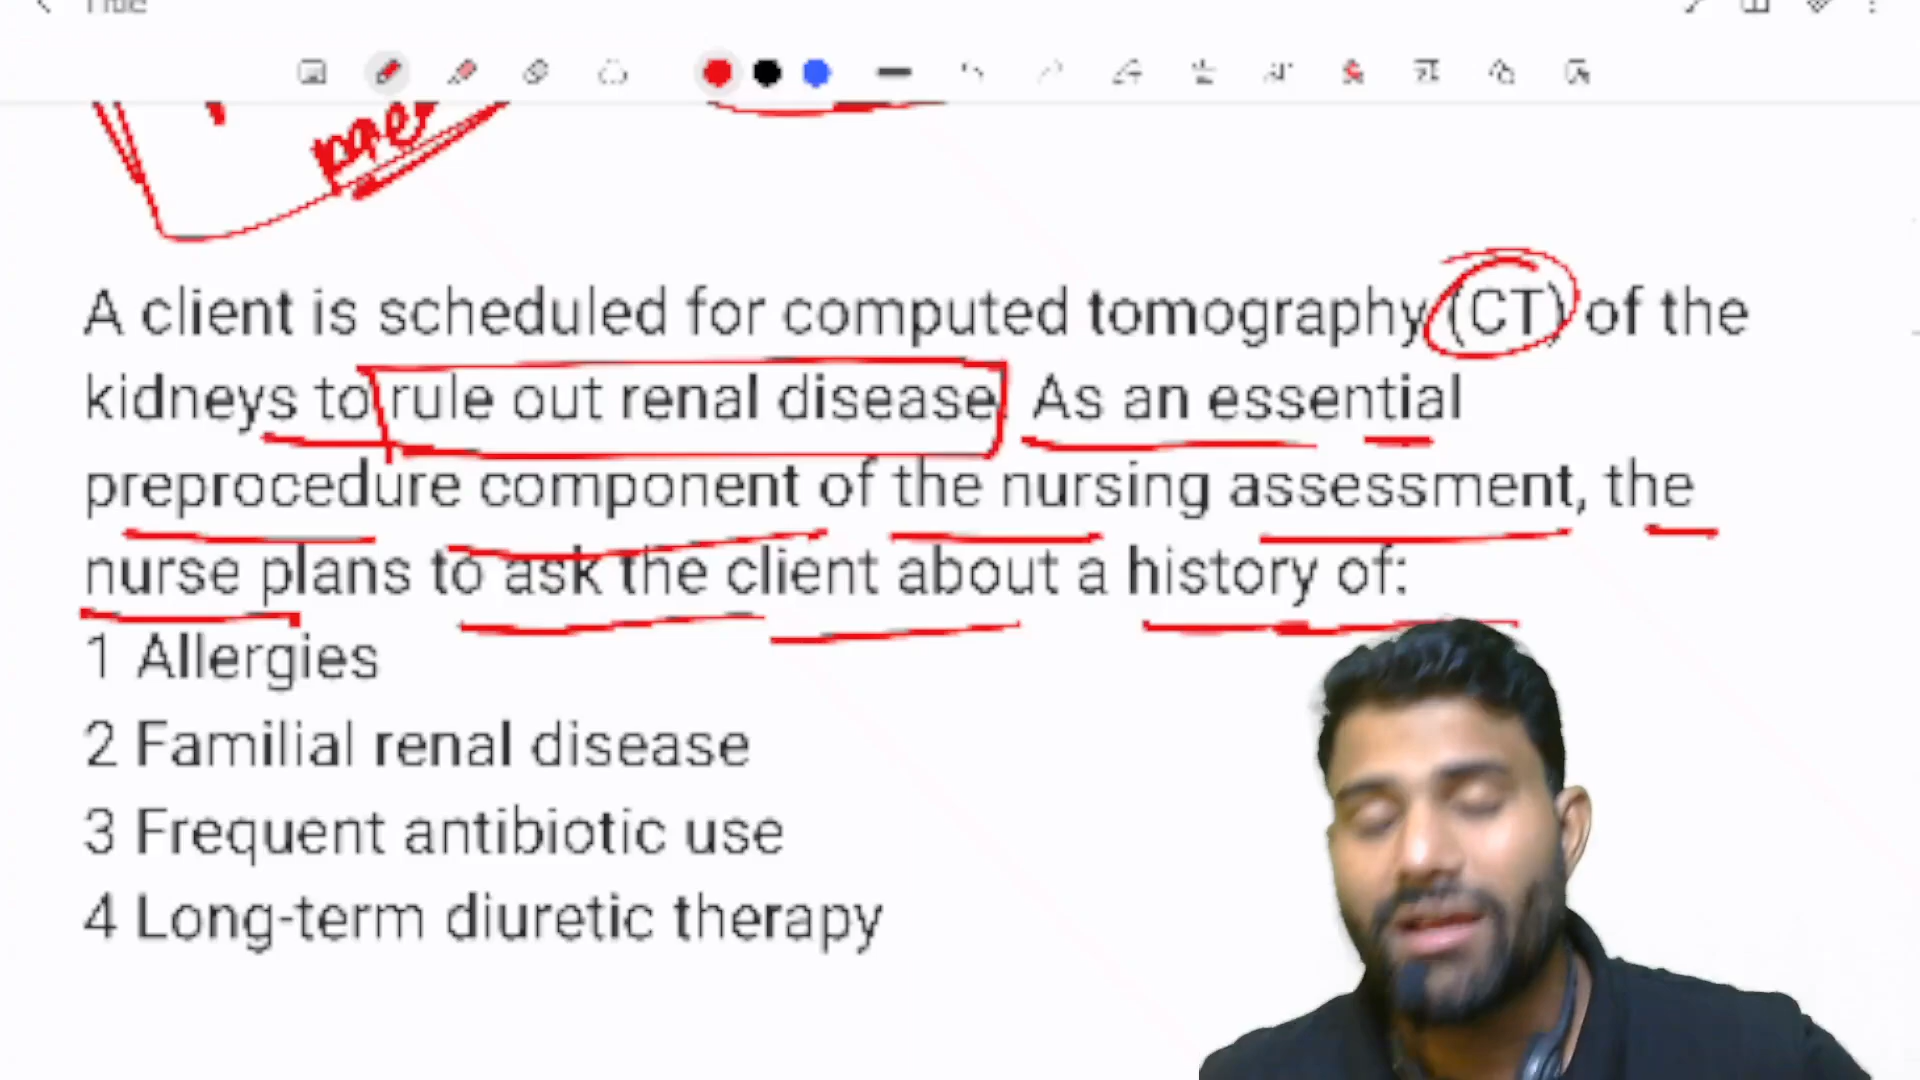 Title
A client is scheduled for computed tomography (CT) of the
kidneys to rule out renal disease. As an essential
preprocedure component of the nursing assessment, the
nurse plans to ask the client about a history of:
1 Allergies
2 Familial renal disease
3 Frequent antibiotic use
4 Long-term diuretic therapy